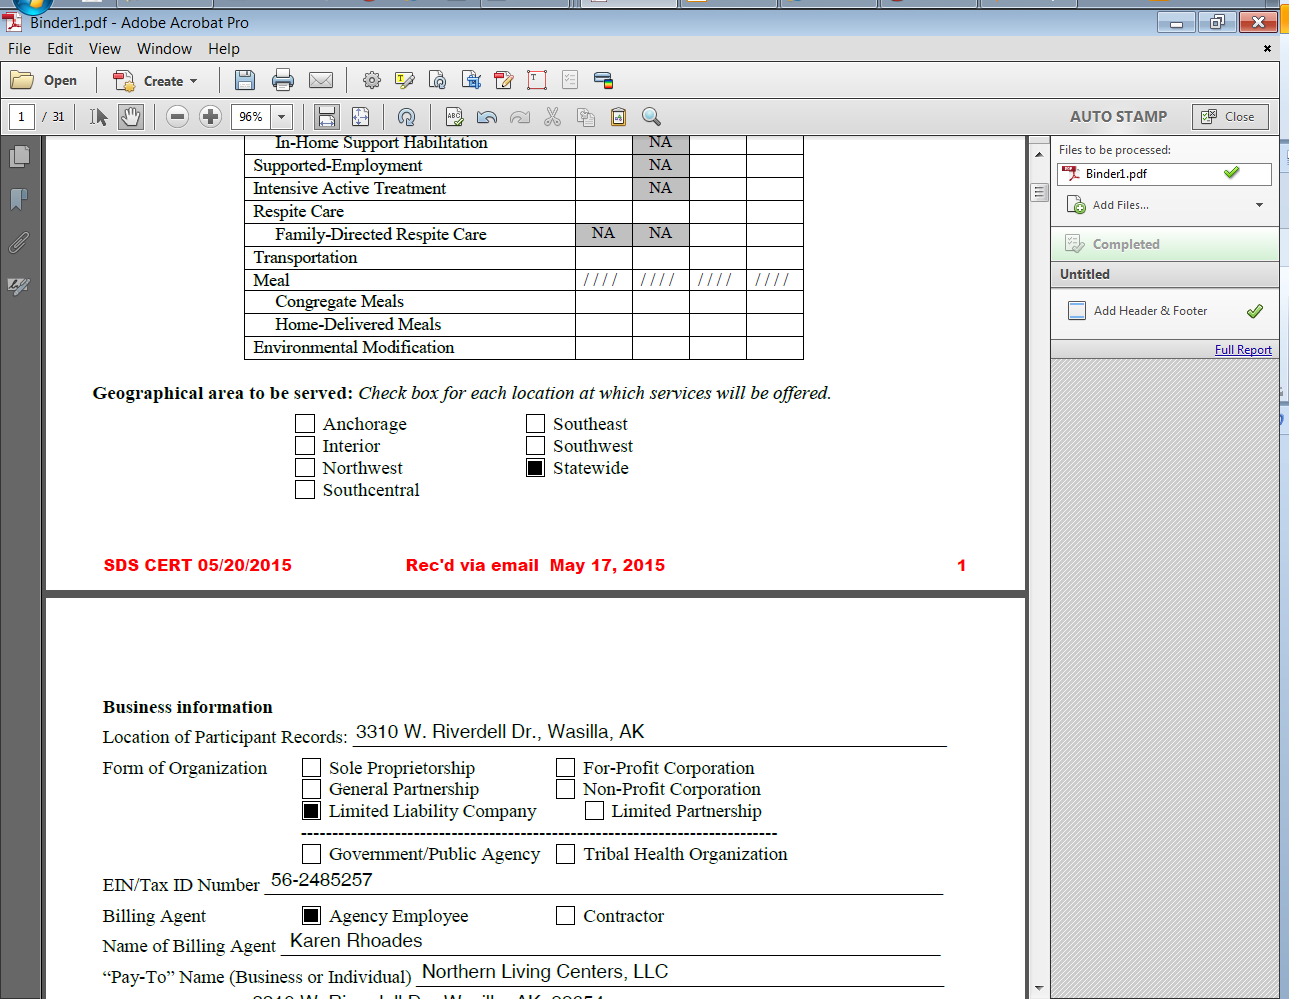 Binder1.pdf - Adobe Acrobat Pro
File Edit View Window Help
Open Create
1 / 31 96% AUTO STAMP Close
In-Home Support Habilitation NA
Supported-Employment NA
Intensive Active Treatment NA
Respite Care
Family-Directed Respite Care NA NA
Transportation
Meal //// //// //// ////
Congregate Meals
Home-Delivered Meals
Environmental Modification
Geographical area to be served: Check box for each location at which services will be offered.
Anchorage Southeast
Interior Southwest
Northwest Statewide
Southcentral
SDS CERT 05/20/2015 Rec'd via email May 17, 2015 1
Business information
Location of Participant Records: 3310 W. Riverdell Dr., Wasilla, AK
Form of Organization Sole Proprietorship For-Profit Corporation
General Partnership Non-Profit Corporation
Limited Liability Company Limited Partnership
Government/Public Agency Tribal Health Organization
EIN/Tax ID Number 56-2485257
Billing Agent Agency Employee Contractor
Name of Billing Agent Karen Rhoades
“Pay-To” Name (Business or Individual) Northern Living Centers, LLC
Files to be processed:
Binder1.pdf
Add Files...
Completed
Untitled
Add Header & Footer
Full Report